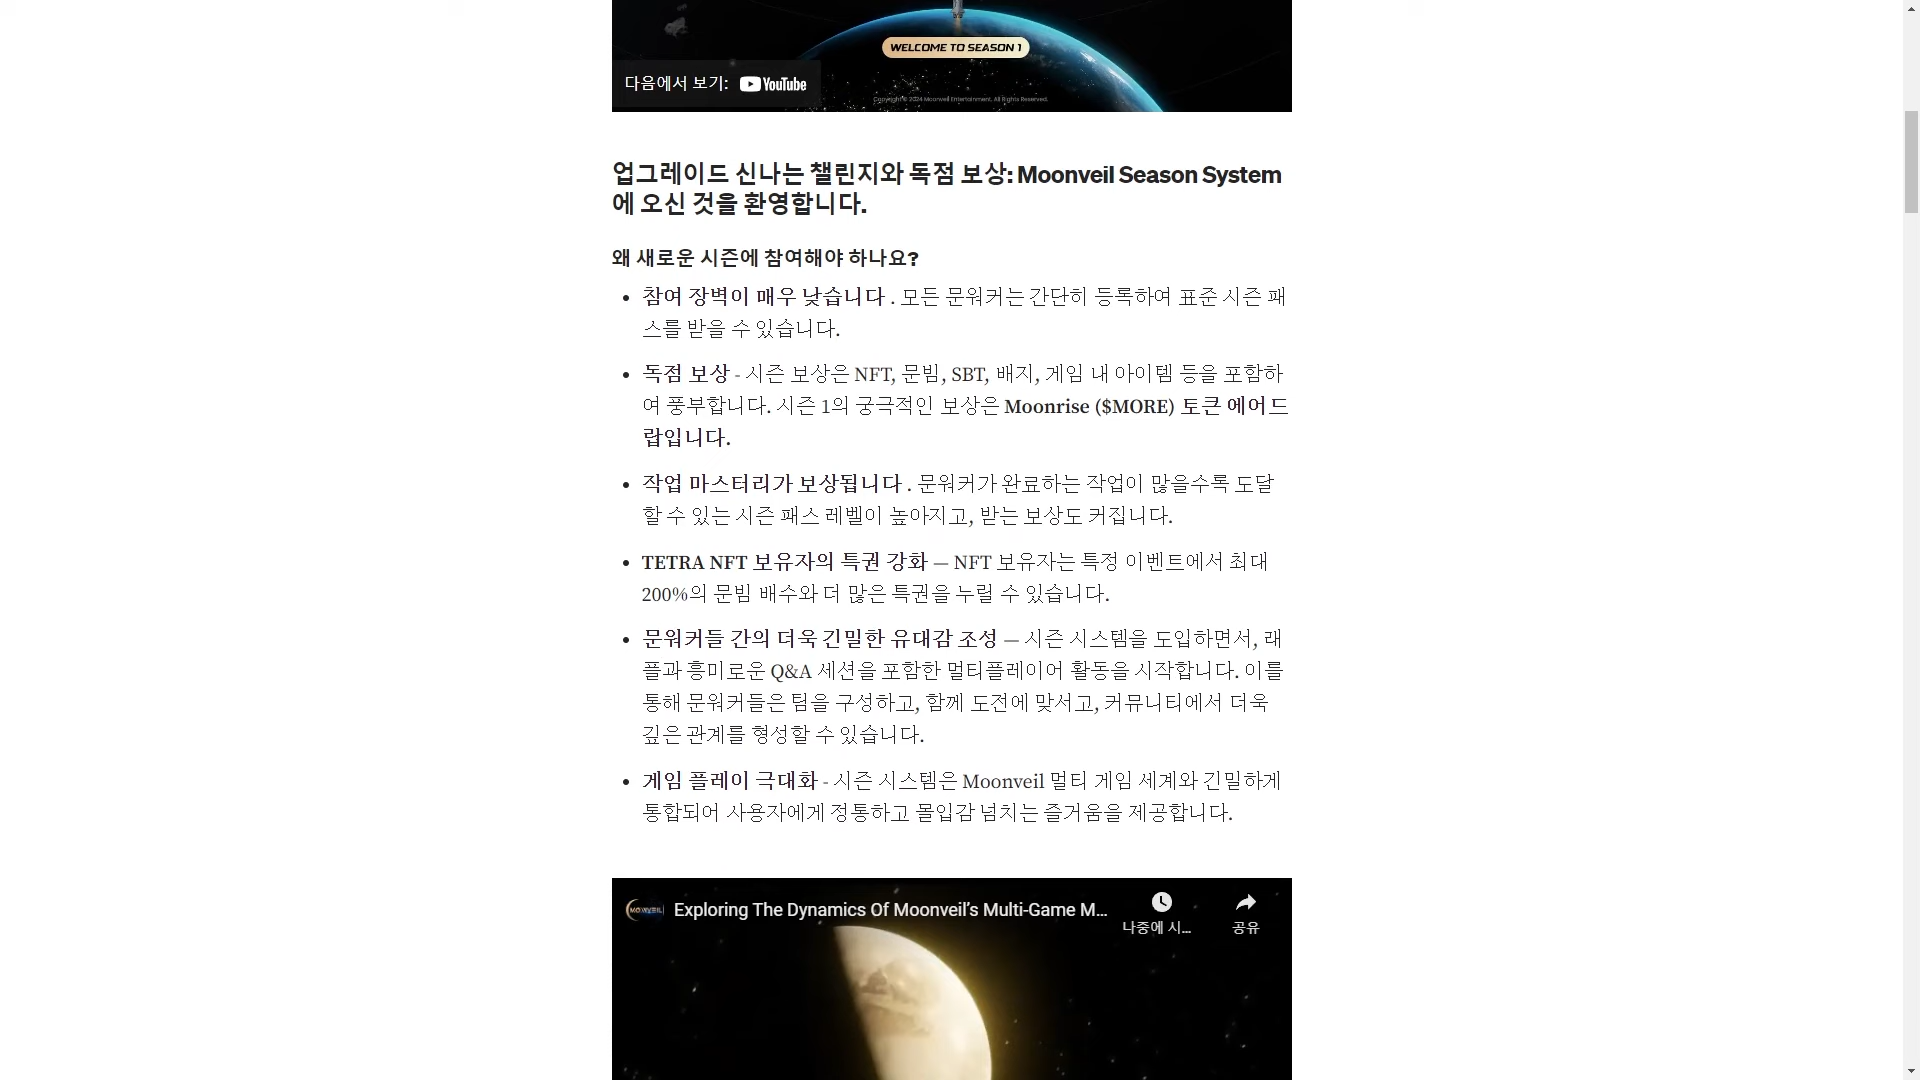 WELCOME TO SEASON 1
다음에서 보기: YouTube
Copyright © 2024 Moonveil Entertainment. All Rights Reserved.
업그레이드 신나는 챌린지와 독점 보상: Moonveil Season System
에 오신 것을 환영합니다.
왜 새로운 시즌에 참여해야 하나요?
• 참여 장벽이 매우 낮습니다 . 모든 문워커는 간단히 등록하여 표준 시즌 패
스를 받을 수 있습니다.
• 독점 보상 - 시즌 보상은 NFT, 문빔, SBT, 배지, 게임 내 아이템 등을 포함하
여 풍부합니다. 시즌 1의 궁극적인 보상은 Moonrise ($MORE) 토큰 에어드
랍입니다.
• 작업 마스터리가 보상됩니다 . 문워커가 완료하는 작업이 많을수록 도달
할 수 있는 시즌 패스 레벨이 높아지고, 받는 보상도 커집니다.
• TETRA NFT 보유자의 특권 강화 — NFT 보유자는 특정 이벤트에서 최대
200%의 문빔 배수와 더 많은 특권을 누릴 수 있습니다.
• 문워커들 간의 더욱 긴밀한 유대감 조성 — 시즌 시스템을 도입하면서, 래
플과 흥미로운 Q&A 세션을 포함한 멀티플레이어 활동을 시작합니다. 이를
통해 문워커들은 팀을 구성하고, 함께 도전에 맞서고, 커뮤니티에서 더욱
깊은 관계를 형성할 수 있습니다.
• 게임 플레이 극대화 - 시즌 시스템은 Moonveil 멀티 게임 세계와 긴밀하게
통합되어 사용자에게 정통하고 몰입감 넘치는 즐거움을 제공합니다.
MOONVEIL Exploring The Dynamics Of Moonveil’s Multi-Game M...
나중에 시... 공유